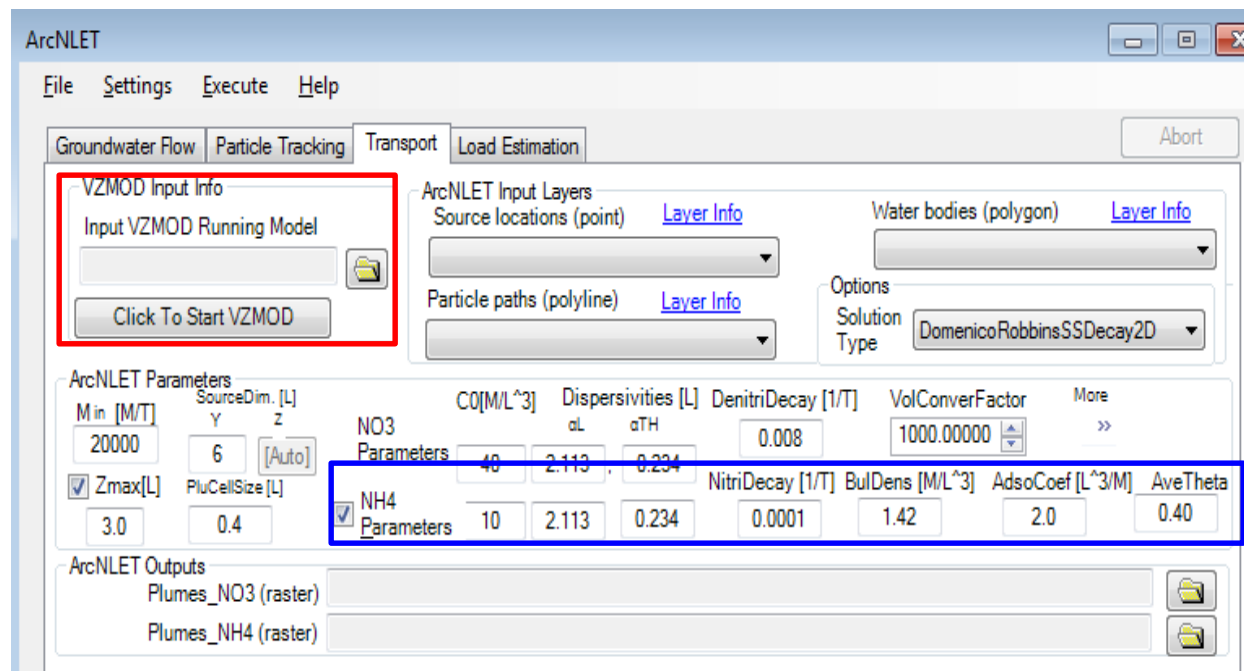 ArcNLET
File Settings Execute Help
Groundwater Flow Particle Tracking Transport Load Estimation Abort
VZMOD Input Info
Input VZMOD Running Model
Click To Start VZMOD
ArcNLET Input Layers
Source locations (point) Layer Info Water bodies (polygon) Layer Info
Particle paths (polyline) Layer Info
Options
Solution Type DomenicoRobbinsSSDecay2D
ArcNLET Parameters
Min [M/T] SourceDim. [L] C0[M/L^3] Dispersivities [L] DenitriDecay [1/T] VolConverFactor More
Y Z αL αTH
20000 6 [Auto] NO3 Parameters 40 2.113 , 0.234 0.008 1000.00000 »
Zmax[L] PluCellSize [L] NitriDecay [1/T] BulDens [M/L^3] AdsoCoef [L^3/M] AveTheta
3.0 0.4 NH4 Parameters 10 2.113 0.234 0.0001 1.42 2.0 0.40
ArcNLET Outputs
Plumes_NO3 (raster)
Plumes_NH4 (raster)